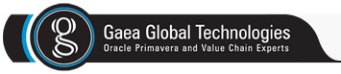 Gaea Global Technologies
Oracle Primavera and Value Chain Experts